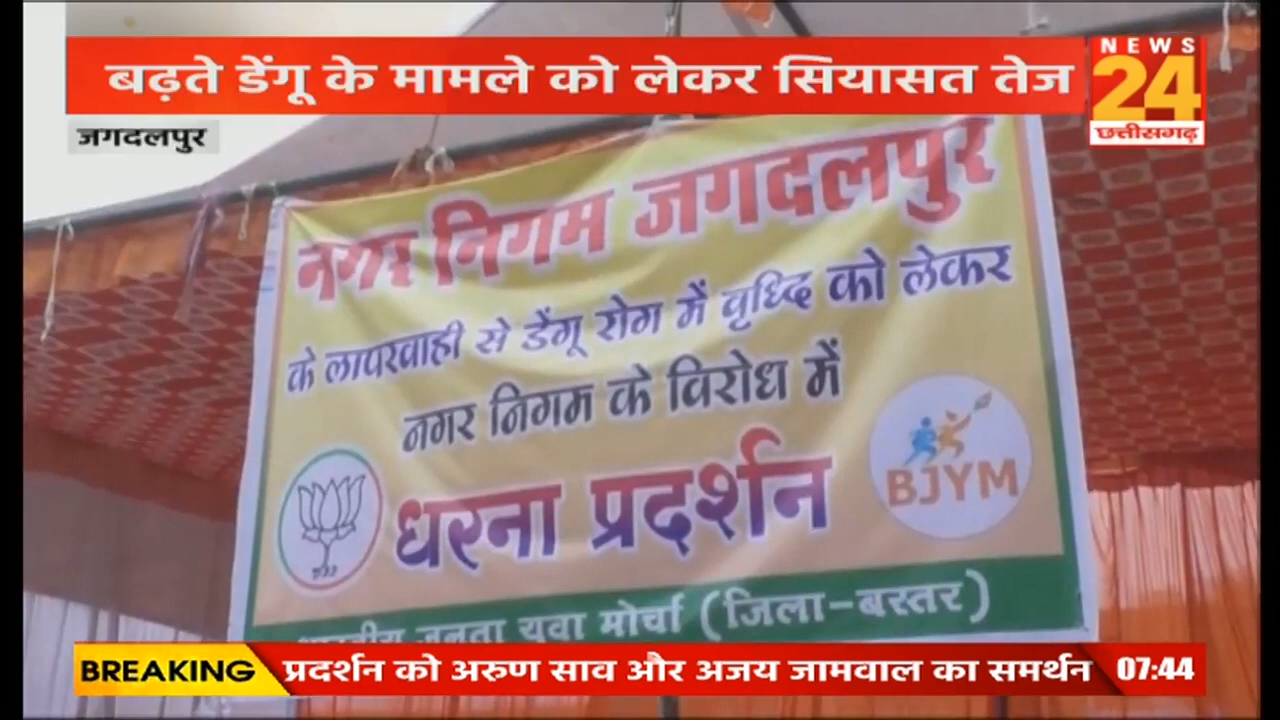 बढ़ते डेंगू के मामले को लेकर सियासत तेज
NEWS
24
छत्तीसगढ़
जगदलपुर
नगर निगम जगदलपुर
के लापरवाही से डेंगू रोग में वृध्दि को लेकर
नगर निगम के विरोध में
धरना प्रदर्शन
BJYM
जनता युवा मोर्चा (जिला-बस्तर)
BREAKING
प्रदर्शन को अरुण साव और अजय जामवाल का समर्थन
07:44